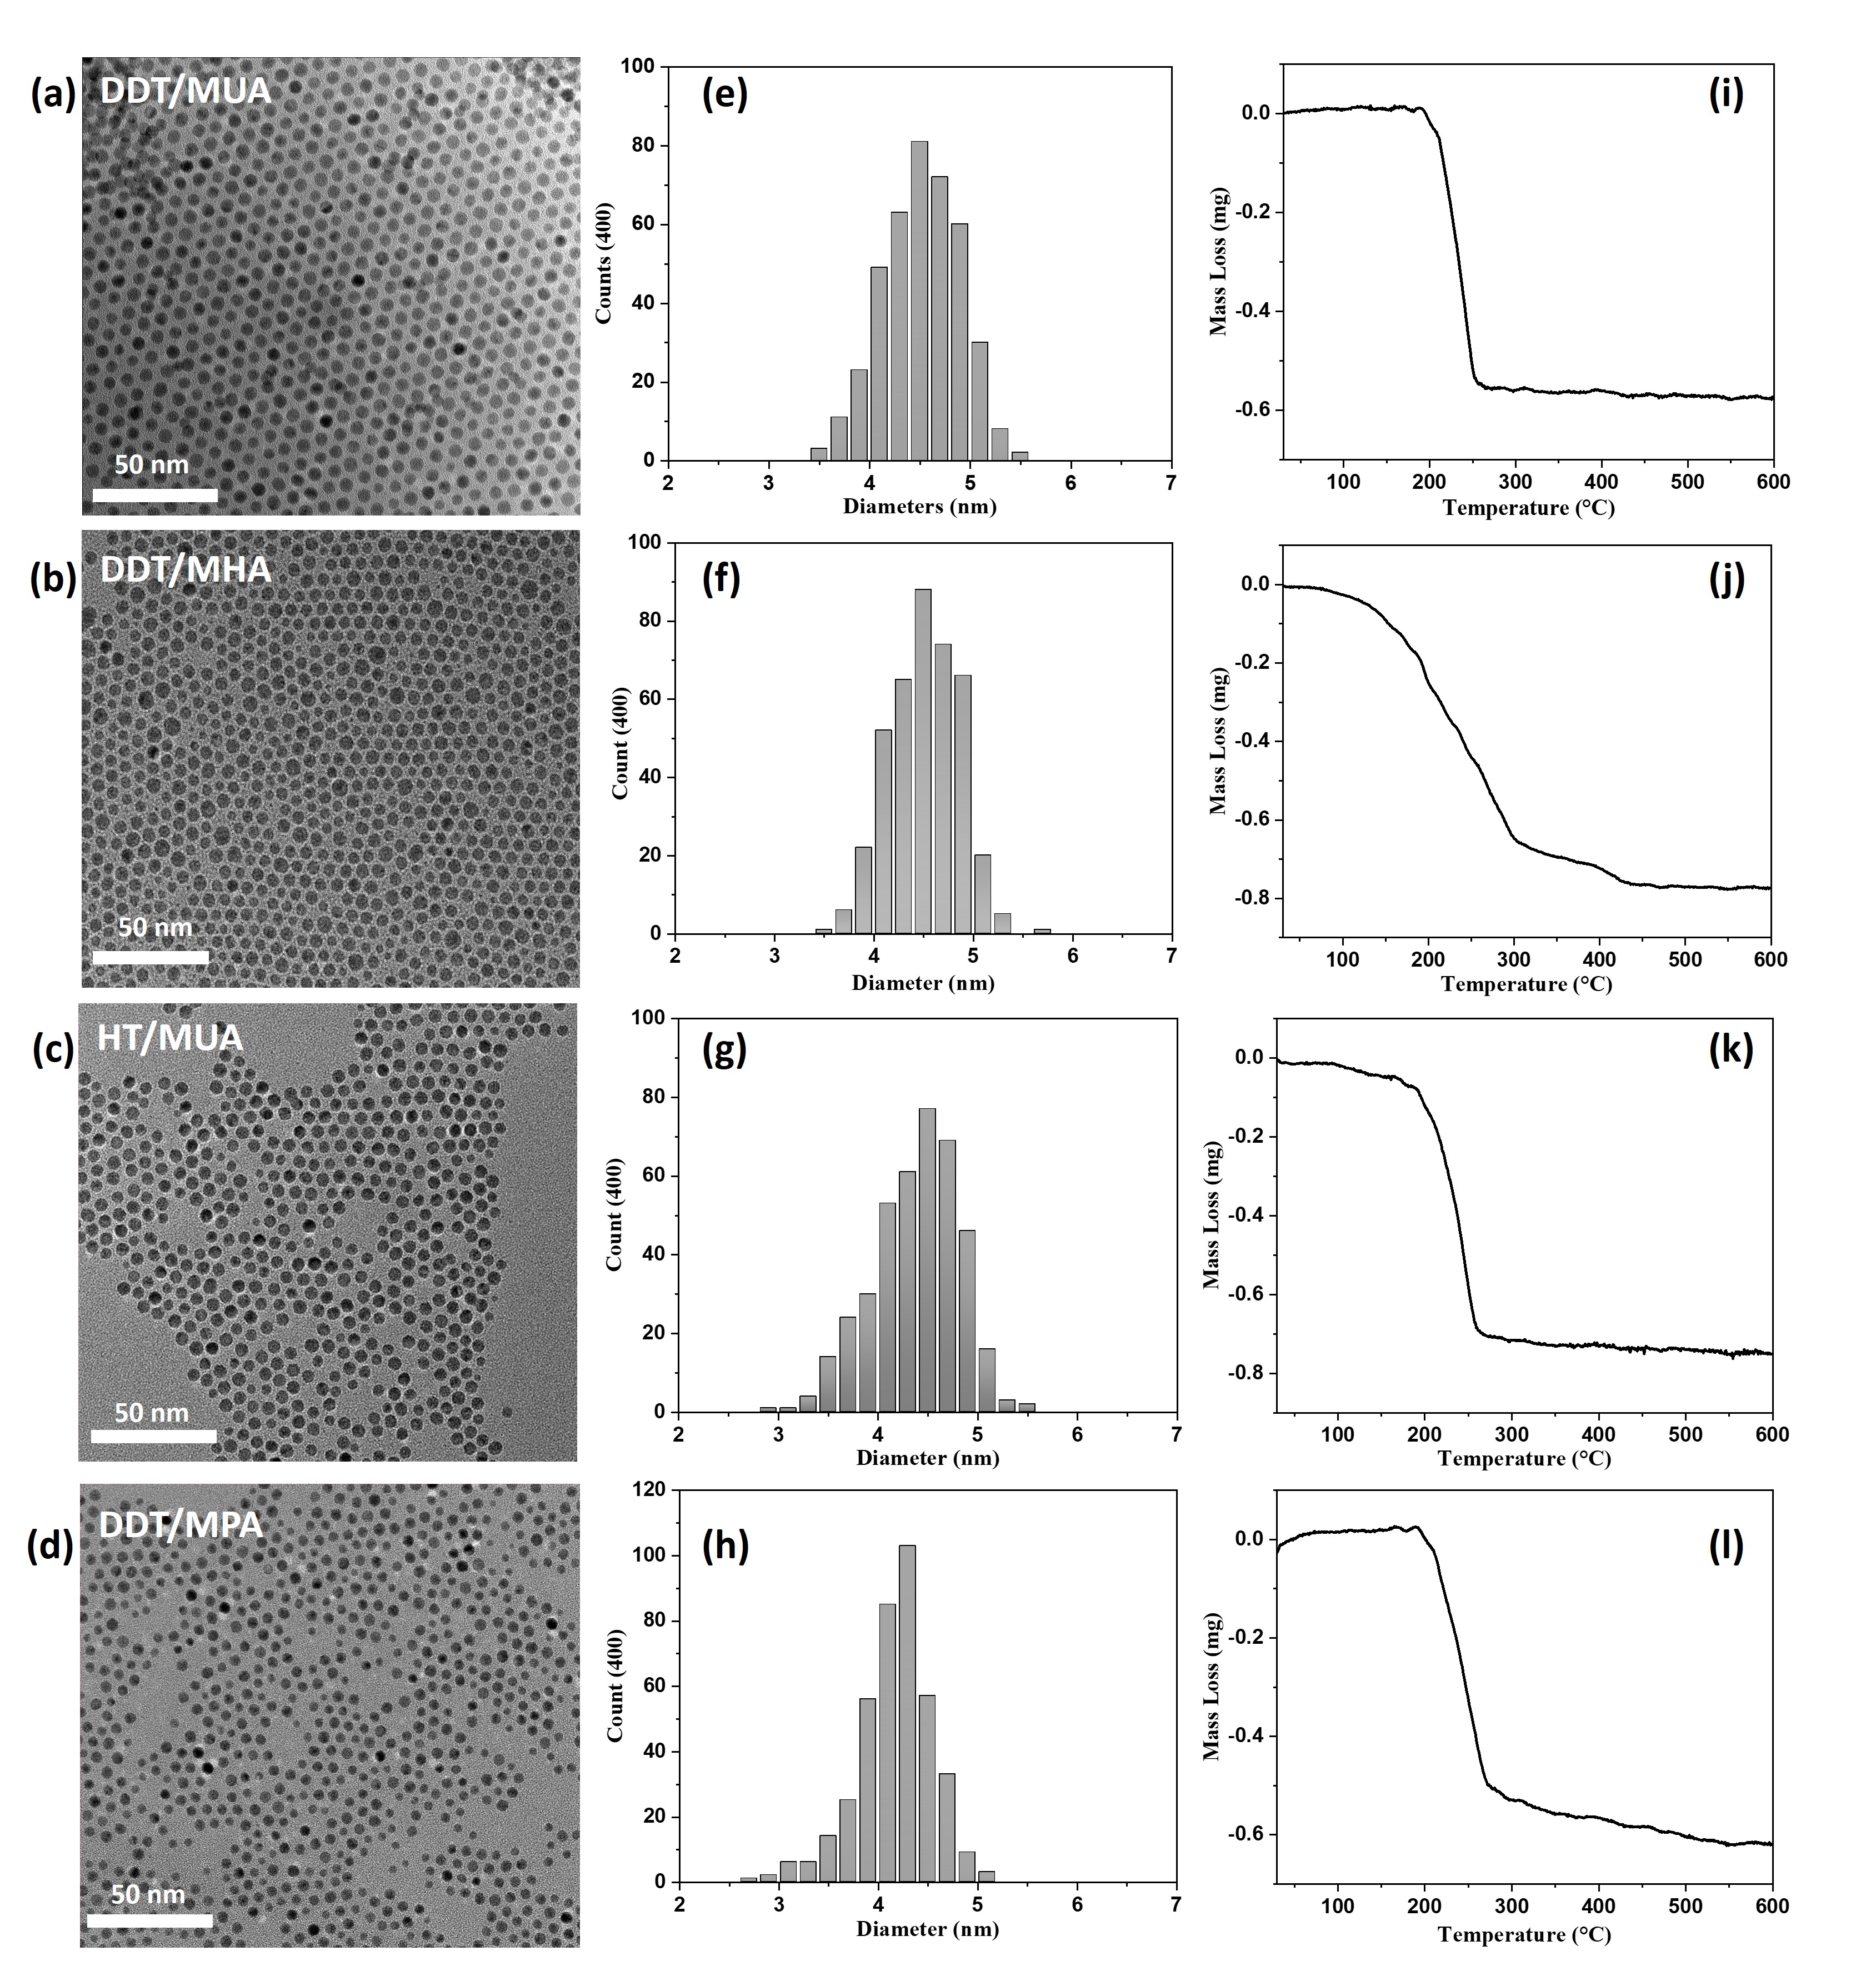 (a)
DDT/MUA
50 nm
(e)
100
80
60
40
20
0
Counts (400)
2 3 4 5 6 7
Diameters (nm)
(i)
0.0
-0.2
-0.4
-0.6
Mass Loss (mg)
100 200 300 400 500 600
Temperature (°C)
(b)
DDT/MHA
50 nm
(f)
100
80
60
40
20
0
Count (400)
2 3 4 5 6 7
Diameter (nm)
(j)
0.0
-0.2
-0.4
-0.6
-0.8
Mass Loss (mg)
100 200 300 400 500 600
Temperature (°C)
(c)
HT/MUA
50 nm
(g)
100
80
60
40
20
0
Count (400)
2 3 4 5 6 7
Diameter (nm)
(k)
0.0
-0.2
-0.4
-0.6
-0.8
Mass Loss (mg)
100 200 300 400 500 600
Temperature (°C)
(d)
DDT/MPA
50 nm
(h)
120
100
80
60
40
20
0
Count (400)
2 3 4 5 6 7
Diameter (nm)
(l)
0.0
-0.2
-0.4
-0.6
Mass Loss (mg)
100 200 300 400 500 600
Temperature (°C)